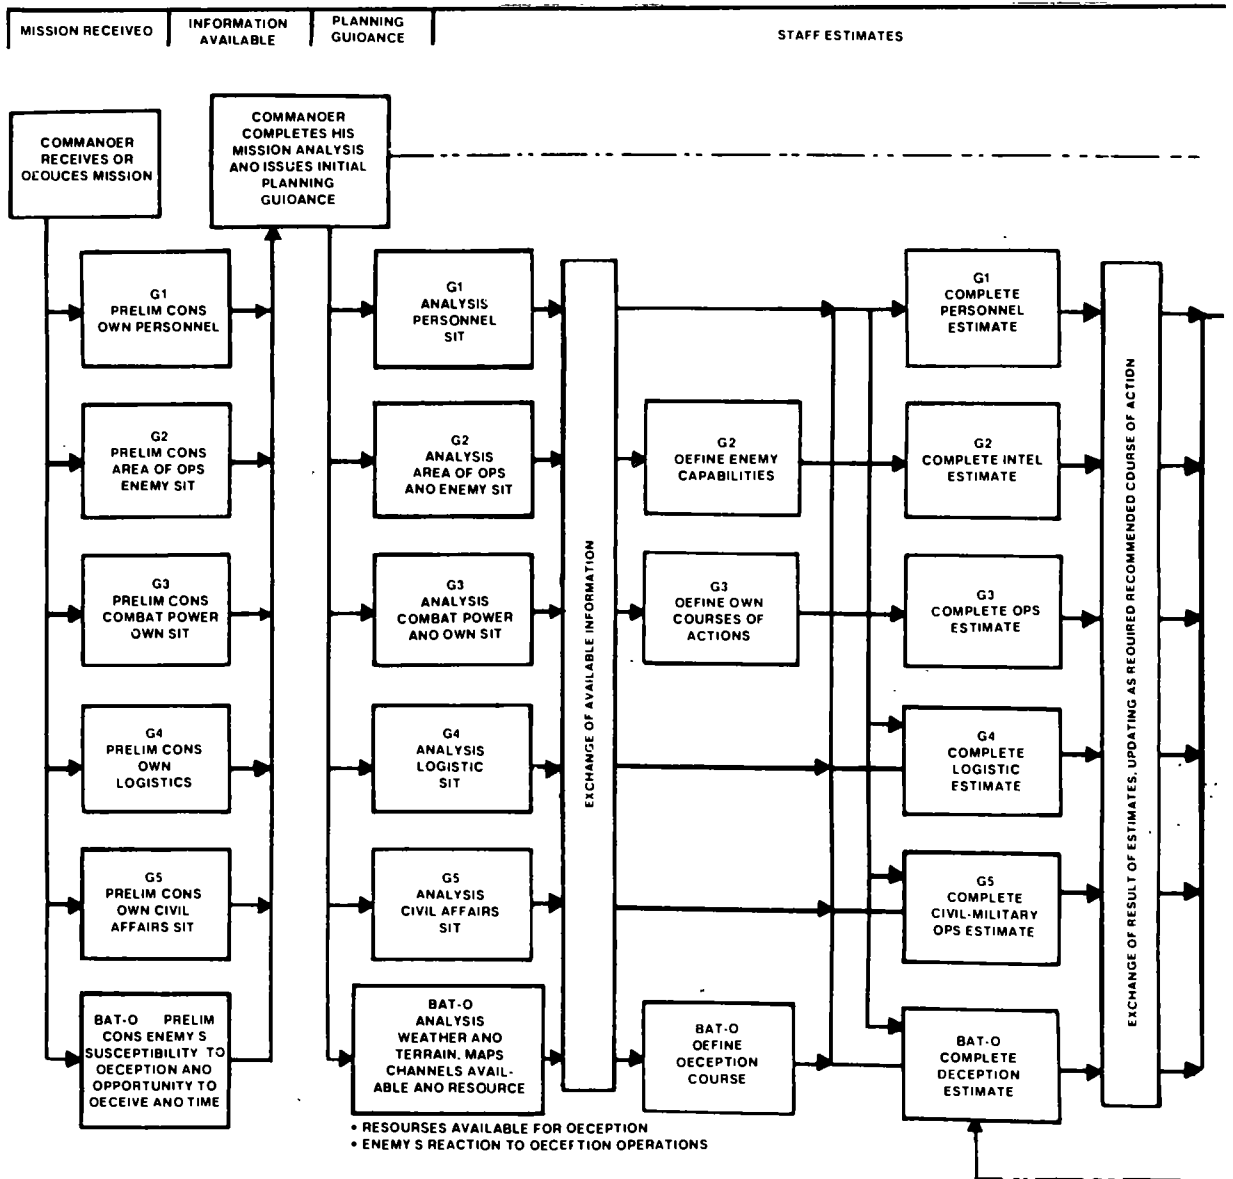 MISSION RECEIVEO
INFORMATION
AVAILABLE
PLANNING
GUIOANCE
STAFF ESTIMATES
COMMANOER
RECEIVES OR
OEOUCES MISSION
COMMANOER
COMPLETES HIS
MISSION ANALYSIS
AND ISSUES INITIAL
PLANNING
GUIOANCE
G1
PRELIM CONS
OWN PERSONNEL
G1
ANALYSIS
PERSONNEL
SIT
G1
COMPLETE
PERSONNEL
ESTIMATE
G2
PRELIM CONS
AREA OF OPS
ENEMY SIT
G2
ANALYSIS
AREA OF OPS
AND ENEMY SIT
G2
DEFINE ENEMY
CAPABILITIES
G2
COMPLETE INTEL
ESTIMATE
G3
PRELIM CONS
COMBAT POWER
OWN SIT
G3
ANALYSIS
COMBAT POWER
ANO OWN SIT
G3
OEFINE OWN
COURSES OF
ACTIONS
G3
COMPLETE OPS
ESTIMATE
G4
PRELIM CONS
OWN
LOGISTICS
G4
ANALYSIS
LOGISTIC
SIT
G4
COMPLETE
LOGISTIC
ESTIMATE
G5
PRELIM CONS
OWN CIVIL
AFFAIRS SIT
G5
ANALYSIS
CIVIL AFFAIRS
SIT
G5
COMPLETE
CIVIL-MILITARY
OPS ESTIMATE
BAT-O PRELIM
CONS ENEMY S
SUSCEPTIBILITY TO
OECEPTION AND
OPPORTUNITY TO
OECEIVE ANO TIME
BAT-O
ANALYSIS
WEATHER AND
TERRAIN, MAPS
CHANNELS AVAIL-
ABLE AND RESOURCE
BAT-O
OEFINE
OECEPTION
COURSE
BAT-O
COMPLETE
DECEPTION
ESTIMATE
EXCHANGE OF AVAILABLE INFORMATION
EXCHANGE OF RESULT OF ESTIMATES, UPDATING AS REQUIRED RECOMMENDED COURSE OF ACTION
• RESOURSES AVAILABLE FOR OECEPTION
• ENEMY S REACTION TO OECEFTION OPERATIONS